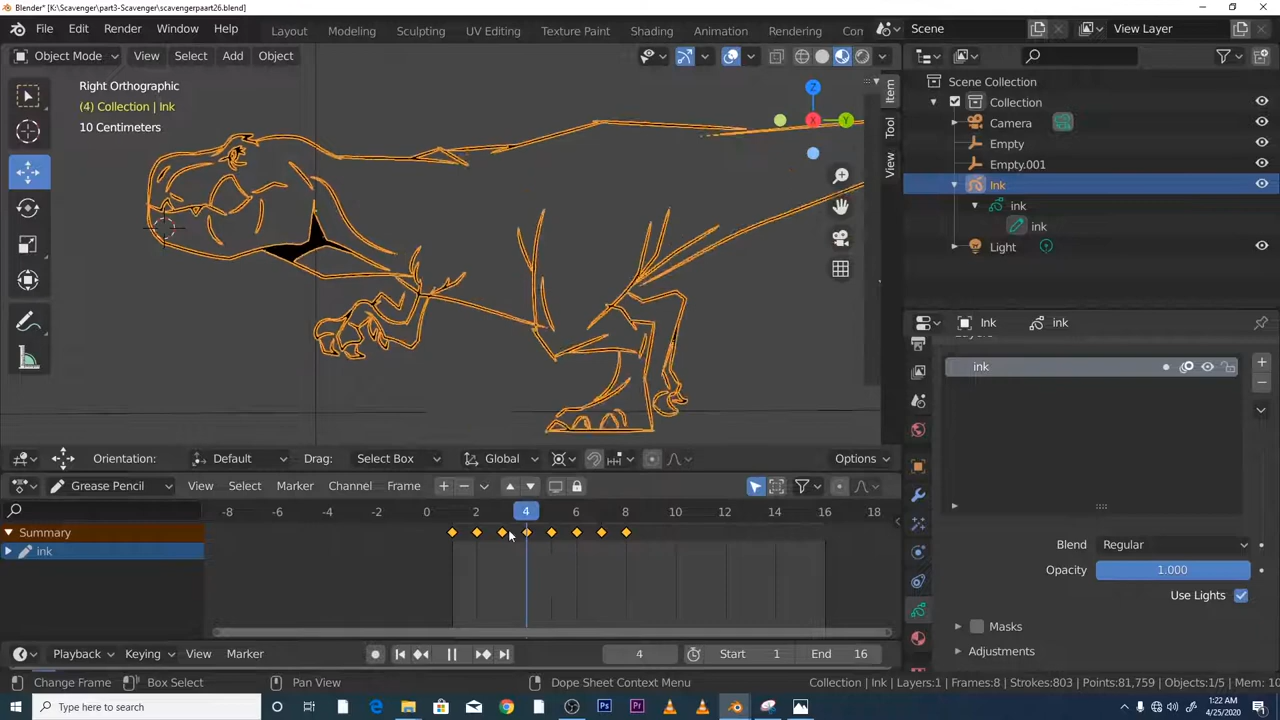 Blender* [K:\Scavenger\part3-Scavenger\scavengerpaart26.blend]
File Edit Render Window Help Layout Modeling Sculpting UV Editing Texture Paint Shading Animation Rendering Com Scene View Layer
Object Mode View Select Add Object
Right Orthographic
(4) Collection | Ink
10 Centimeters
Z
X
Y
Item
Tool
View
Scene Collection
Collection
Camera
Empty
Empty.001
Ink
ink
ink
Light
Ink ink
ink
Blend Regular
Opacity 1.000
Use Lights
Masks
Adjustments
Orientation: Default Drag: Select Box Global Options
Grease Pencil View Select Marker Channel Frame
-8 -6 -4 -2 0 2 4 6 8 10 12 14 16 18
Summary
ink
Playback Keying View Marker 4 Start 1 End 16
Change Frame Box Select Pan View Dope Sheet Context Menu Collection | Ink | Layers:1 | Frames:8 | Strokes:803 | Points:81,759 | Objects:1/5 | Mem: 10
Type here to search
1:22 AM
4/25/2020